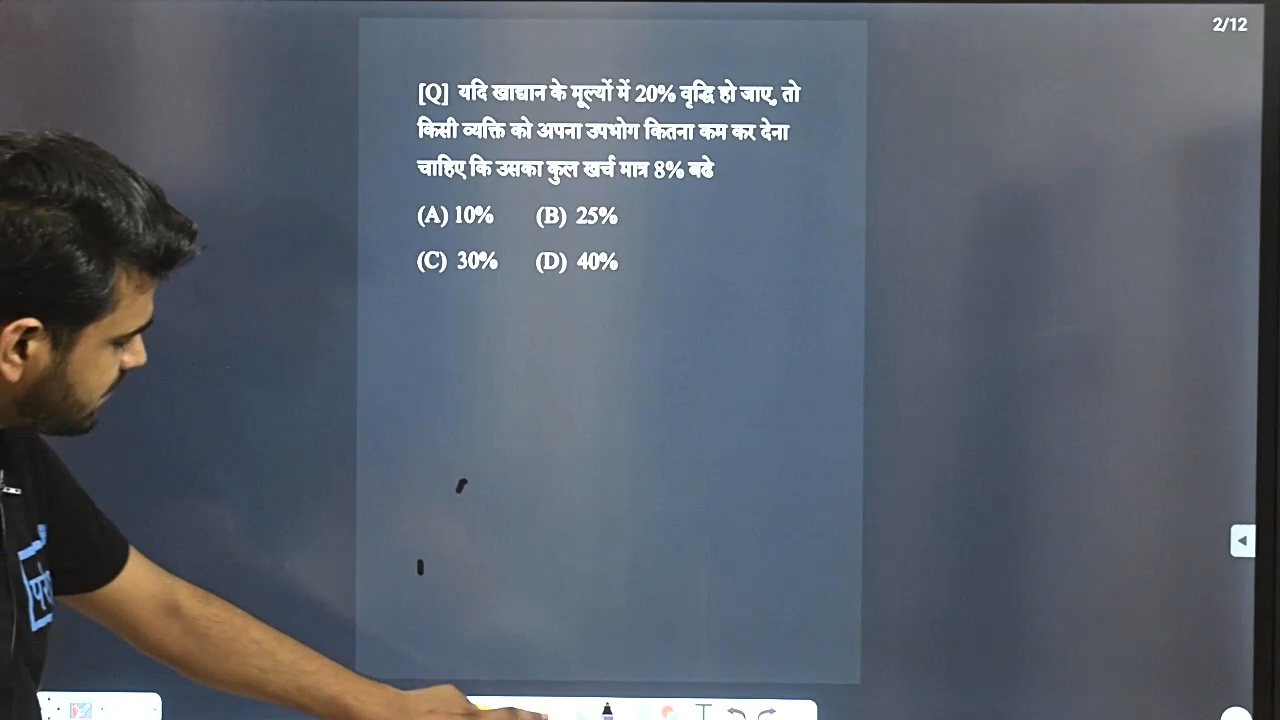 2/12
[Q] यदि खाद्यान के मूल्यों में 20% वृद्धि हो जाए, तो
किसी व्यक्ति को अपना उपभोग कितना कम कर देना
चाहिए कि उसका कुल खर्च मात्र 8% बढे
(A) 10% (B) 25%
(C) 30% (D) 40%